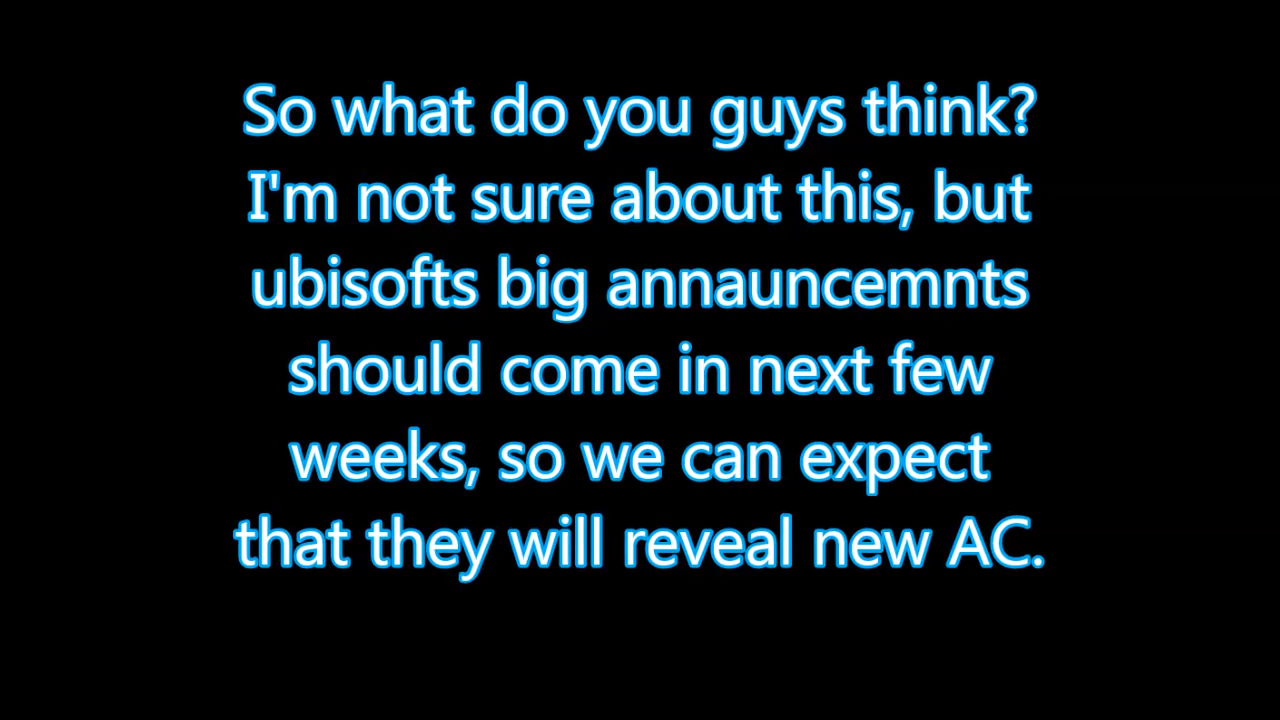 So what do you guys think?
I'm not sure about this, but
ubisofts big annauncemnts
should come in next few
weeks, so we can expect
that they will reveal new AC.